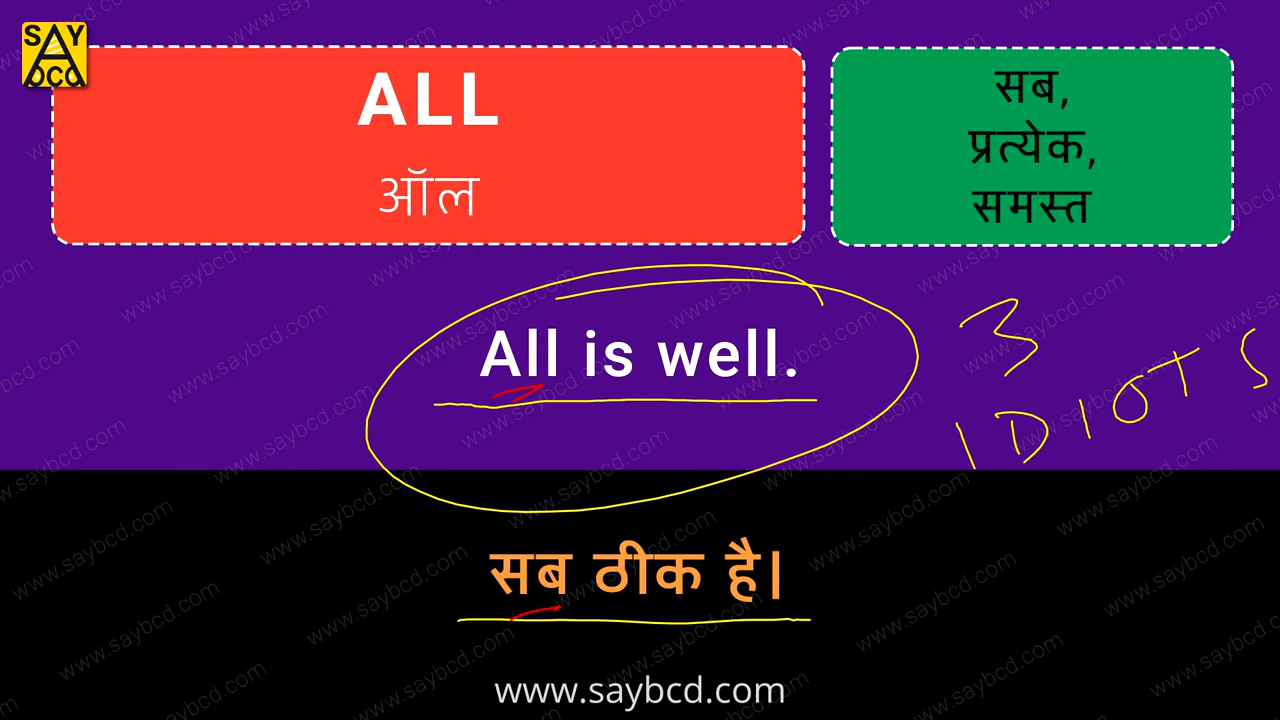 SAY
A
bcd
ALL
ऑल
सब,
प्रत्येक,
समस्त
All is well.
3
IDIOTS
सब ठीक है।
www.saybcd.com